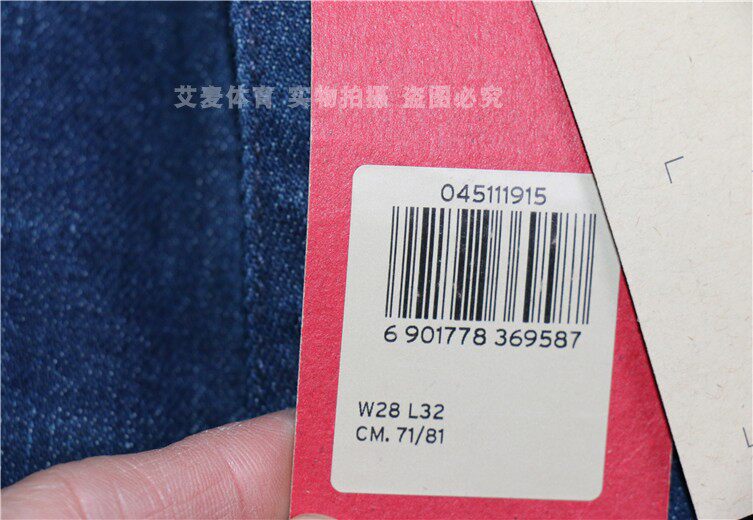 艾麦体育 实物拍摄 盗图必究
045111915
6 901778 369587
W28 L32
CM. 71/81